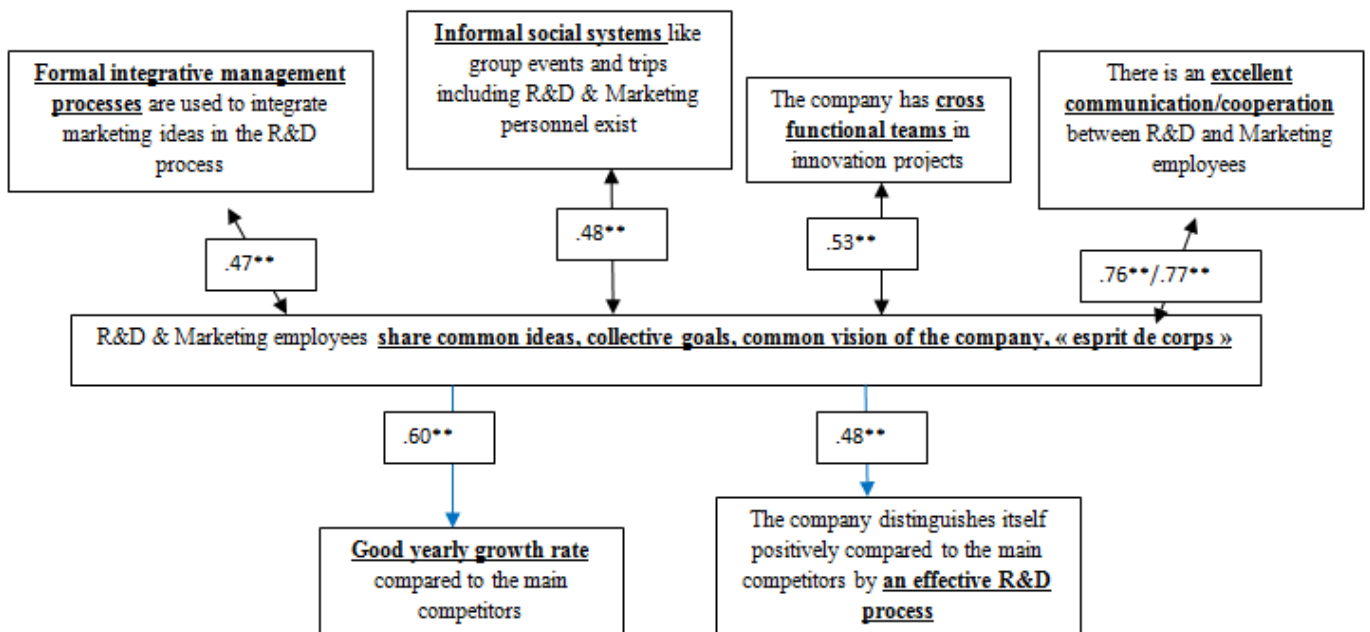 Formal integrative management
processes are used to integrate
marketing ideas in the R&D
process
Informal social systems like
group events and trips
including R&D & Marketing
personnel exist
The company has cross
functional teams in
innovation projects
There is an excellent
communication/cooperation
between R&D and Marketing
employees
.47**
.48**
.53**
.76**/.77**
R&D & Marketing employees share common ideas, collective goals, common vision of the company, « esprit de corps »
.60**
.48**
Good yearly growth rate
compared to the main
competitors
The company distinguishes itself
positively compared to the main
competitors by an effective R&D
process